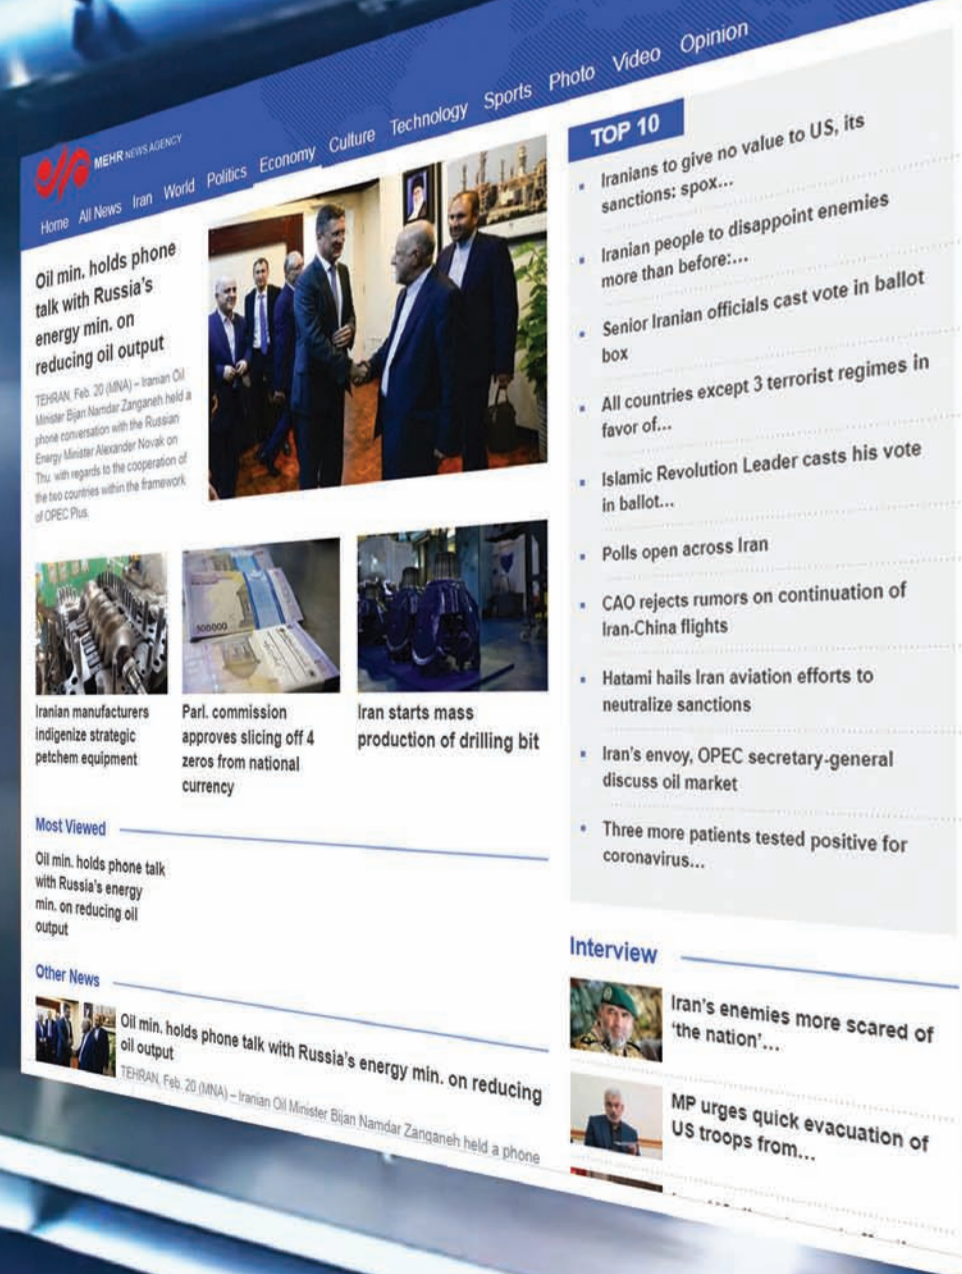 MEHR NEWS AGENCY
Home All News Iran World Politics Economy Culture Technology Sports Photo Video Opinion
Oil min. holds phone
talk with Russia's
energy min. on
reducing oil output
TEHRAN, Feb. 20 (MNA) – Iranian Oil
Minister Bijan Namdar Zanganeh held a
phone conversation with the Russian
Energy Minister Alexander Novak on
Thu. with regards to the cooperation of
the two countries within the framework
of OPEC Plus.
500000
Iranian manufacturers
indigenize strategic
petchem equipment
Parl. commission
approves slicing off 4
zeros from national
currency
Iran starts mass
production of drilling bit
Most Viewed
Oil min. holds phone talk
with Russia's energy
min. on reducing oil
output
Other News
Oil min. holds phone talk with Russia's energy min. on reducing
oil output
TEHRAN, Feb. 20 (MNA) – Iranian Oil Minister Bijan Namdar Zanganeh held a phone
TOP 10
Iranians to give no value to US, its
sanctions: spox...
Iranian people to disappoint enemies
more than before:...
Senior Iranian officials cast vote in ballot
box
All countries except 3 terrorist regimes in
favor of...
Islamic Revolution Leader casts his vote
in ballot...
Polls open across Iran
CAO rejects rumors on continuation of
Iran-China flights
Hatami hails Iran aviation efforts to
neutralize sanctions
Iran's envoy, OPEC secretary-general
discuss oil market
Three more patients tested positive for
coronavirus...
Interview
Iran's enemies more scared of
'the nation'...
MP urges quick evacuation of
US troops from...